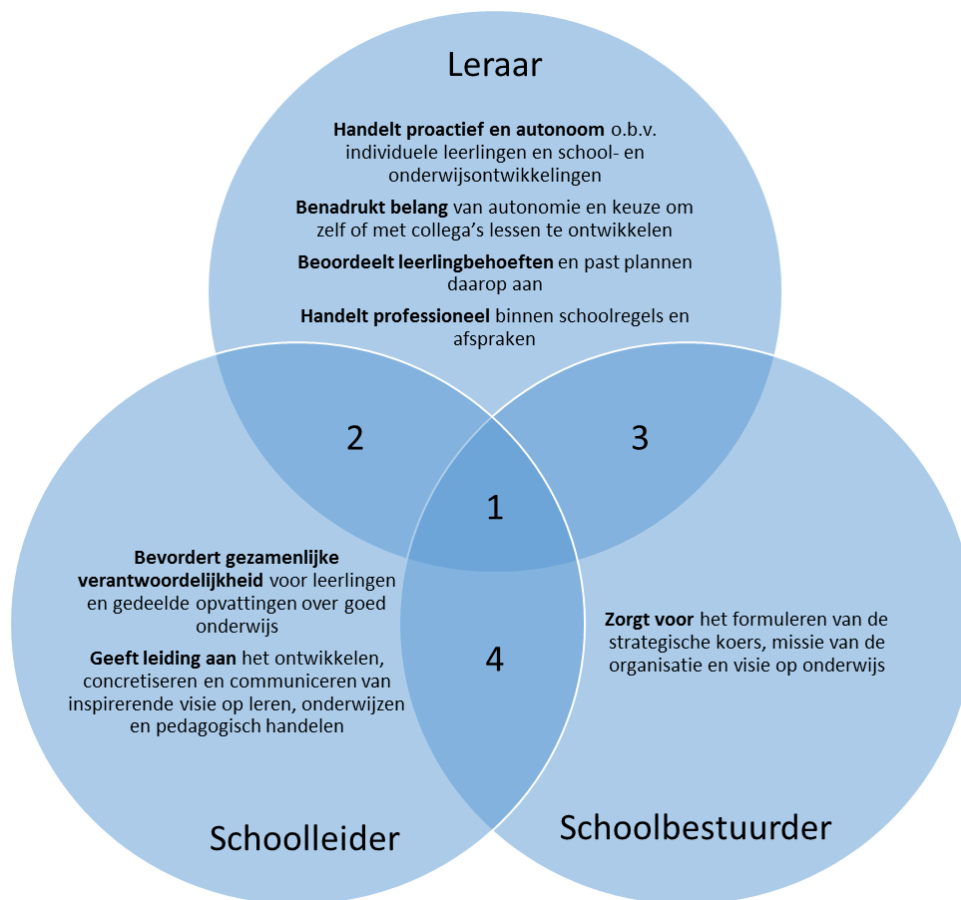 Leraar
Handelt proactief en autonoom o.b.v.
individuele leerlingen en school- en
onderwijsontwikkelingen
Benadrukt belang van autonomie en keuze om
zelf of met collega's lessen te ontwikkelen
Beoordeelt leerlingbehoeften en past plannen
daarop aan
Handelt professioneel binnen schoolregels en
afspraken
2
3
1
Bevordert gezamenlijke
verantwoordelijkheid voor leerlingen
en gedeelde opvattingen over goed
onderwijs
Geeft leiding aan het ontwikkelen,
concretiseren en communiceren van
inspirerende visie op leren, onderwijzen
en pedagogisch handelen
4
Zorgt voor het formuleren van de
strategische koers, missie van de
organisatie en visie op onderwijs
Schoolleider
Schoolbestuurder